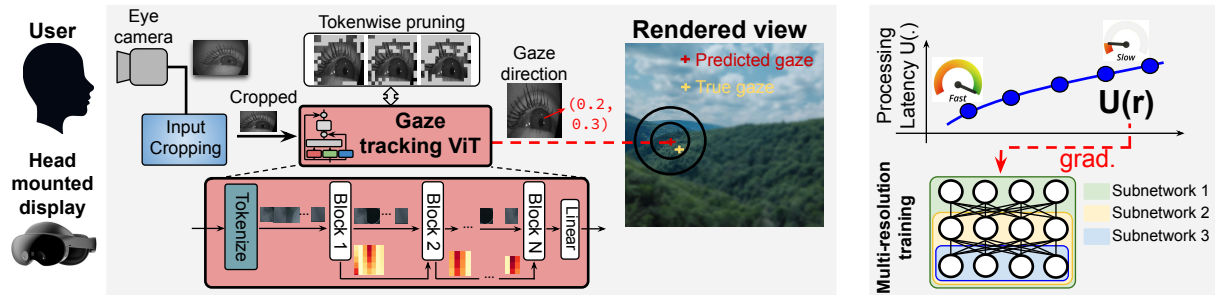 User
Head
mounted
display
Eye
camera
Input
Cropping
Cropped
Tokenwise pruning
Gaze
direction
(0.2,
0.3)
Gaze
tracking ViT
Tokenize
...
Block 1
...
Block 2
...
...
Block N
Linear
Rendered view
+ Predicted gaze
+ True gaze
Processing
Latency U(.)
Fast
Slow
U(r)
grad.
Multi-resolution
training
Subnetwork 1
Subnetwork 2
Subnetwork 3